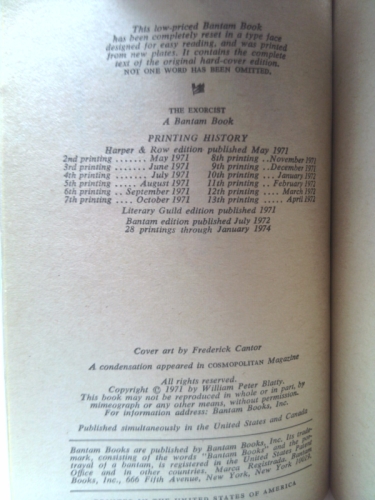 This low-priced Bantam Book
has been completely reset in a type face
designed for easy reading, and was printed
from new plates. It contains the complete
text of the original hard-cover edition.
NOT ONE WORD HAS BEEN OMITTED.
THE EXORCIST
A Bantam Book
PRINTING HISTORY
Harper & Row edition published May 1971
2nd printing ....... May 1971 8th printing .. November 1971
3rd printing ....... June 1971 9th printing .. December 1971
4th printing ....... July 1971 10th printing .. January 1972
5th printing ..... August 1971 11th printing .. February 1972
6th printing .. September 1971 12th printing .... March 1972
7th printing .... October 1971 13th printing ..... April 1972
Literary Guild edition published 1971
Bantam edition published July 1972
28 printings through January 1974
Cover art by Frederick Cantor
A condensation appeared in COSMOPOLITAN Magazine
All rights reserved.
Copyright © 1971 by William Peter Blatty.
This book may not be reproduced in whole or in part, by
mimeograph or any other means, without permission.
For information address: Bantam Books, Inc.
Published simultaneously in the United States and Canada
Bantam Books are published by Bantam Books, Inc. Its trade-
mark, consisting of the words "Bantam Books" and the por-
trayal of a bantam, is registered in the United States Patent
Office and in other countries. Marca Registrada. Bantam
Books, Inc., 666 Fifth Avenue, New York, New York 10019.
PRINTED IN THE UNITED STATES OF AMERICA